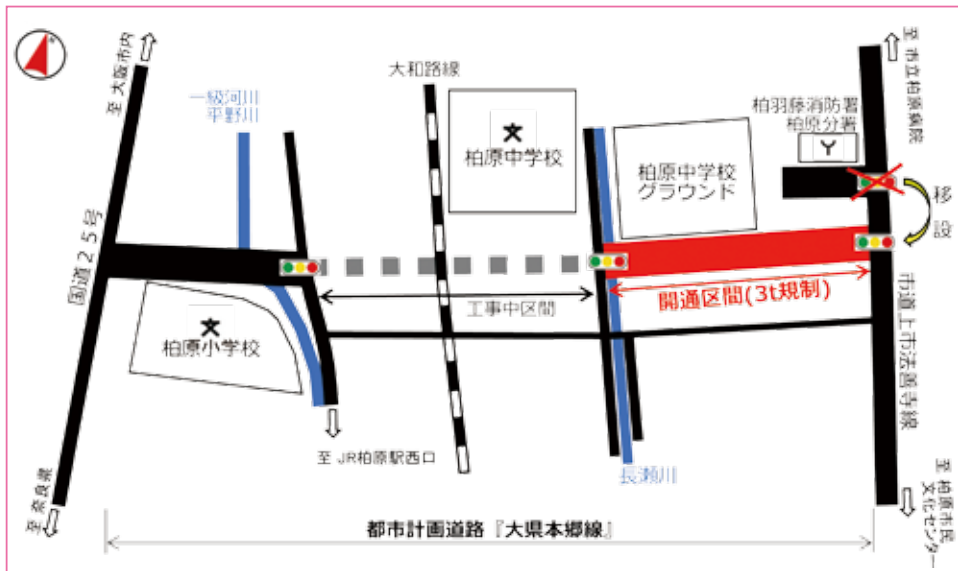 至 大阪市内
一級河川
平野川
大和路線
文
柏原中学校
柏原中学校
グラウンド
柏羽藤消防署
柏原分署
至 市立柏原病院
移設
国道25号
文
柏原小学校
工事中区間
開通区間(3t規制)
市道上市法善寺線
至 JR柏原駅西口
長瀬川
至 奈良県
至 柏原市民
文化センター
都市計画道路『大県本郷線』